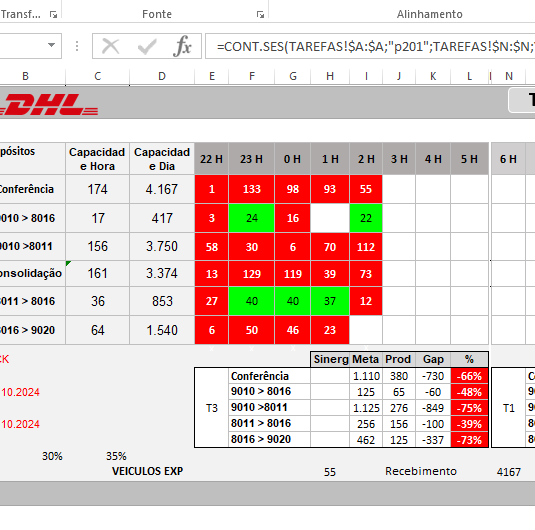 Transf... Fonte Alinhamento
fx =CONT.SES(TAREFAS!$A:$A;"p201";TAREFAS!$N:$N;"
B C D E F G H I J K L N
DHL T
pósitos Capacidad e Hora Capacidad e Dia 22 H 23 H 0 H 1 H 2 H 3 H 4 H 5 H 6 H
Conferência 174 4.167 1 133 98 93 55
9010 > 8016 17 417 3 24 16 22
9010 >8011 156 3.750 58 30 6 70 112
onsolidação 161 3.374 13 129 119 39 73
8011 > 8016 36 853 27 40 40 37 12
8016 > 9020 64 1.540 6 50 46 23
CK Sinerg Meta Prod Gap %
Conferência 1.110 380 -730 -66% Co
10.2024 9010 > 8016 125 65 -60 -48% 90
T3 9010 >8011 1.125 276 -849 -75% T1 90
10.2024 8011 > 8016 256 156 -100 -39% 80
8016 > 9020 462 125 -337 -73% 80
30% 35%
VEICULOS EXP 55 Recebimento 4167